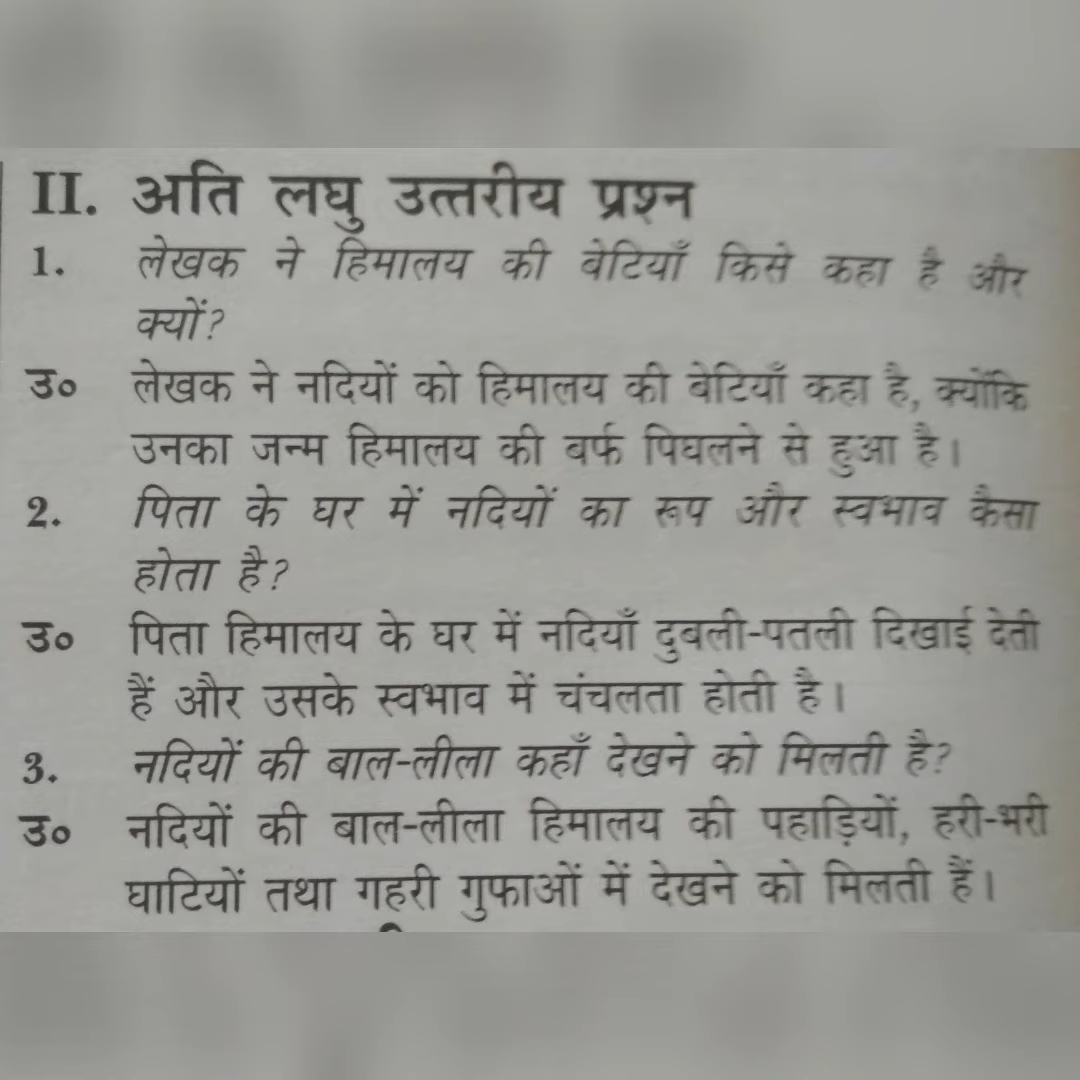 II. अति लघु उत्तरीय प्रश्न
1. लेखक ने हिमालय की बेटियाँ किसे कहा है और
क्यों?
उ० लेखक ने नदियों को हिमालय की बेटियाँ कहा है, क्योंकि
उनका जन्म हिमालय की बर्फ पिघलने से हुआ है।
2. पिता के घर में नदियों का रूप और स्वभाव कैसा
होता है?
उ० पिता हिमालय के घर में नदियाँ दुबली-पतली दिखाई देती
हैं और उसके स्वभाव में चंचलता होती है।
3. नदियों की बाल-लीला कहाँ देखने को मिलती है?
उ० नदियों की बाल-लीला हिमालय की पहाड़ियों, हरी-भरी
घाटियों तथा गहरी गुफाओं में देखने को मिलती हैं।